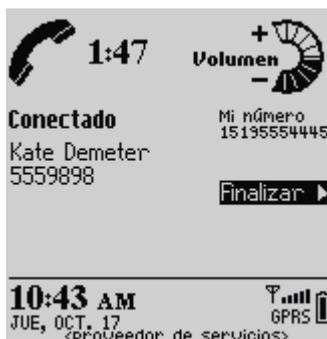 1:47
+
Volumen
-
Conectado
Mi número
15195554445
Kate Demeter
5559898
Finalizar
10:43 AM
GPRS
JUE, OCT. 17
<proveedor de servicios>